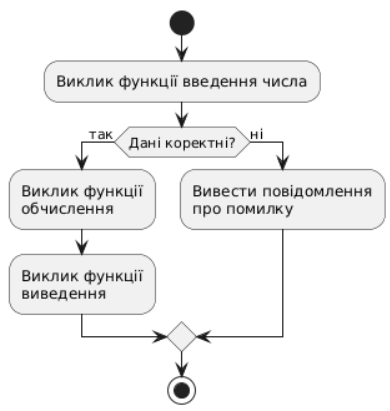 Виклик функції введення числа
так
Дані коректні?
ні
Виклик функції
обчислення
Вивести повідомлення
про помилку
Виклик функції
виведення